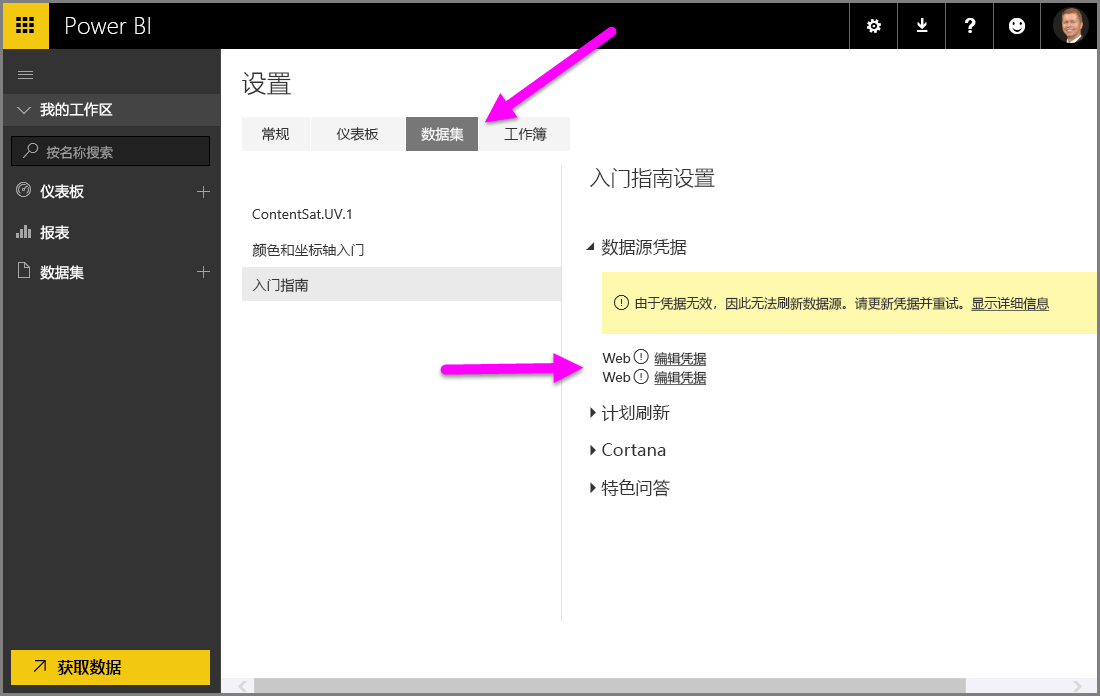 Power BI
?
我的工作区
按名称搜索
仪表板
报表
数据集
获取数据
设置
常规 仪表板 数据集 工作簿
ContentSat.UV.1
颜色和坐标轴入门
入门指南
入门指南设置
数据源凭据
由于凭据无效，因此无法刷新数据源。请更新凭据并重试。显示详细信息
Web 编辑凭据
Web 编辑凭据
计划刷新
Cortana
特色问答